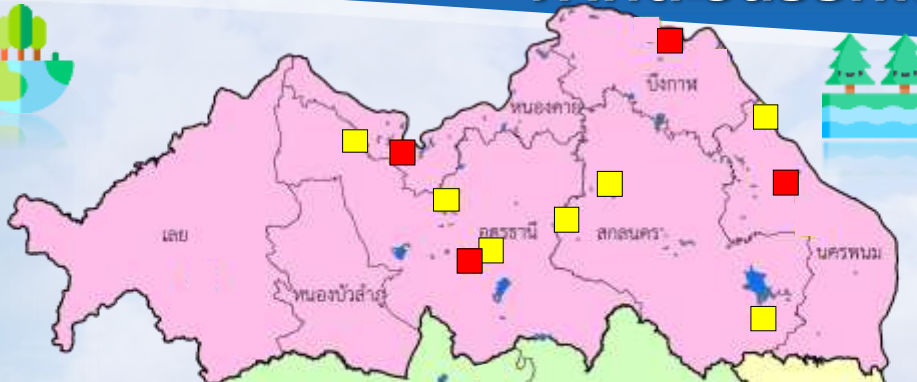 บึงกาฬ
หนองคาย
เลย
อุดรธานี
สกลนคร
นครพนม
หนองบัวลำภู